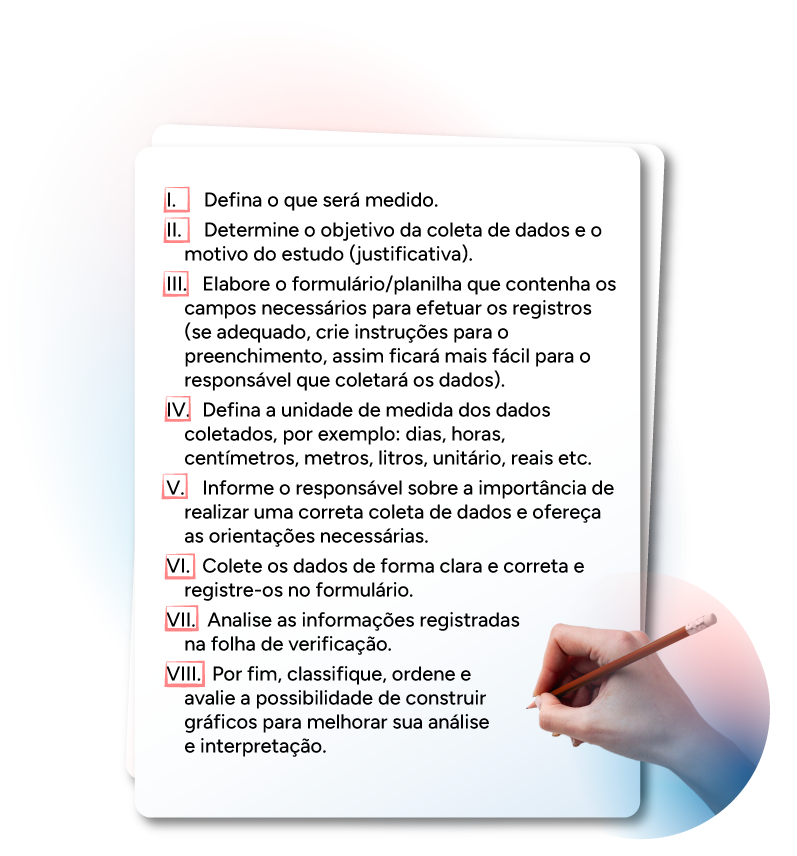 I. Defina o que será medido.
II. Determine o objetivo da coleta de dados e o
motivo do estudo (justificativa).
III. Elabore o formulário/planilha que contenha os
campos necessários para efetuar os registros
(se adequado, crie instruções para o
preenchimento, assim ficará mais fácil para o
responsável que coletará os dados).
IV. Defina a unidade de medida dos dados
coletados, por exemplo: dias, horas,
centímetros, metros, litros, unitário, reais etc.
V. Informe o responsável sobre a importância de
realizar uma correta coleta de dados e ofereça
as orientações necessárias.
VI. Colete os dados de forma clara e correta e
registre-os no formulário.
VII. Analise as informações registradas
na folha de verificação.
VIII. Por fim, classifique, ordene e
avalie a possibilidade de construir
gráficos para melhorar sua análise
e interpretação.